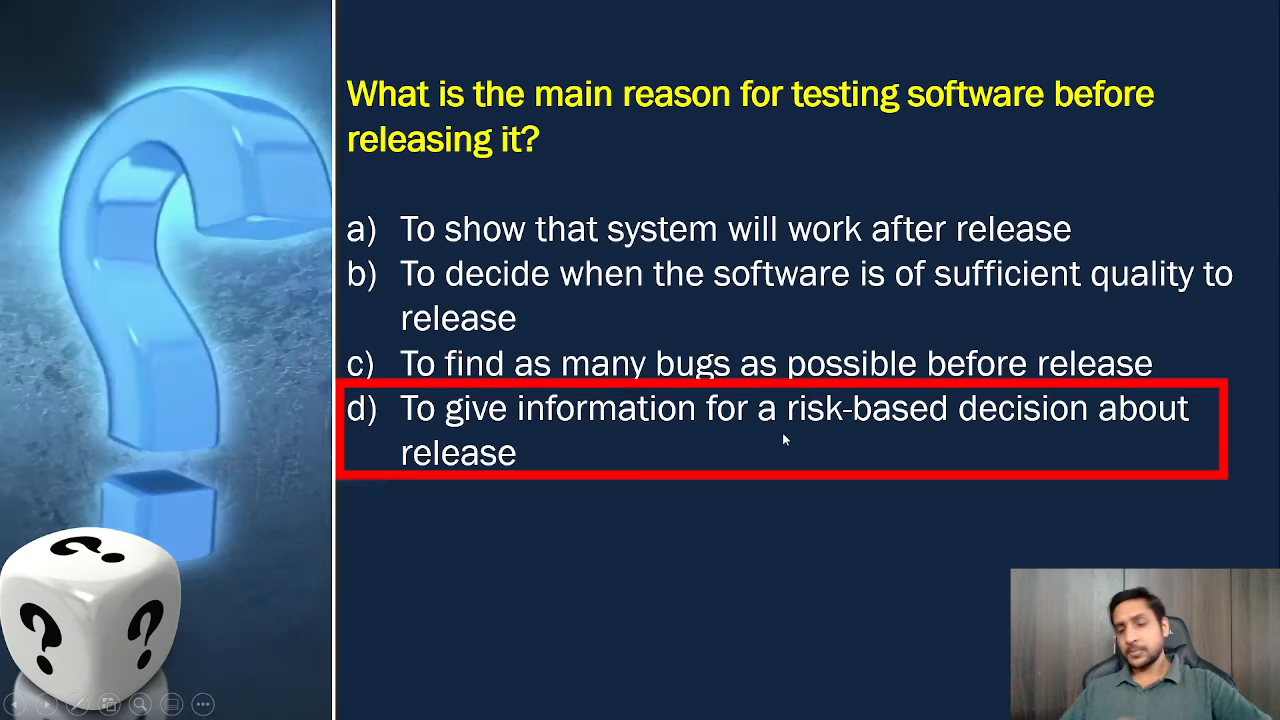 What is the main reason for testing software before
releasing it?
a) To show that system will work after release
b) To decide when the software is of sufficient quality to
release
c) To find as many bugs as possible before release
d) To give information for a risk-based decision about
release